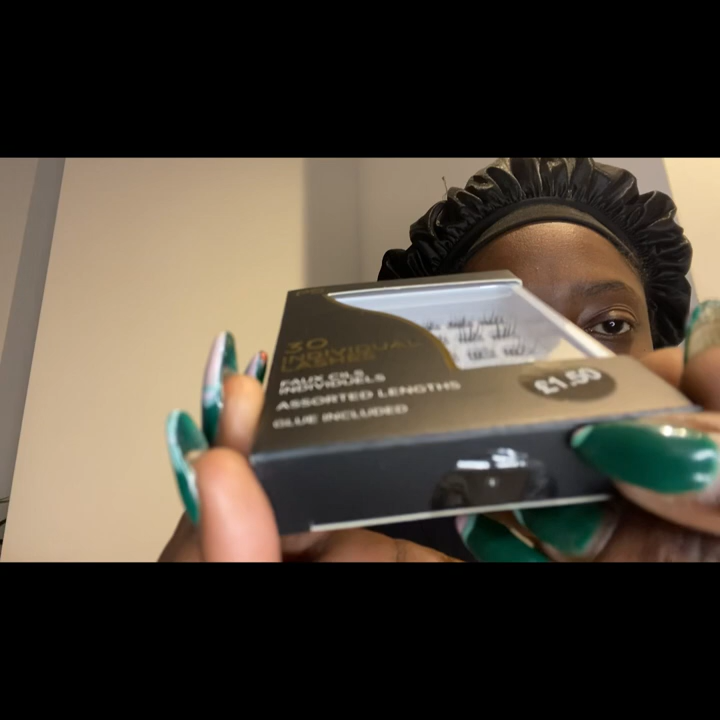 30
INDIVIDUAL
LASHES
FAUX CILS
INDIVIDUELS
ASSORTED LENGTHS
GLUE INCLUDED
£1.50